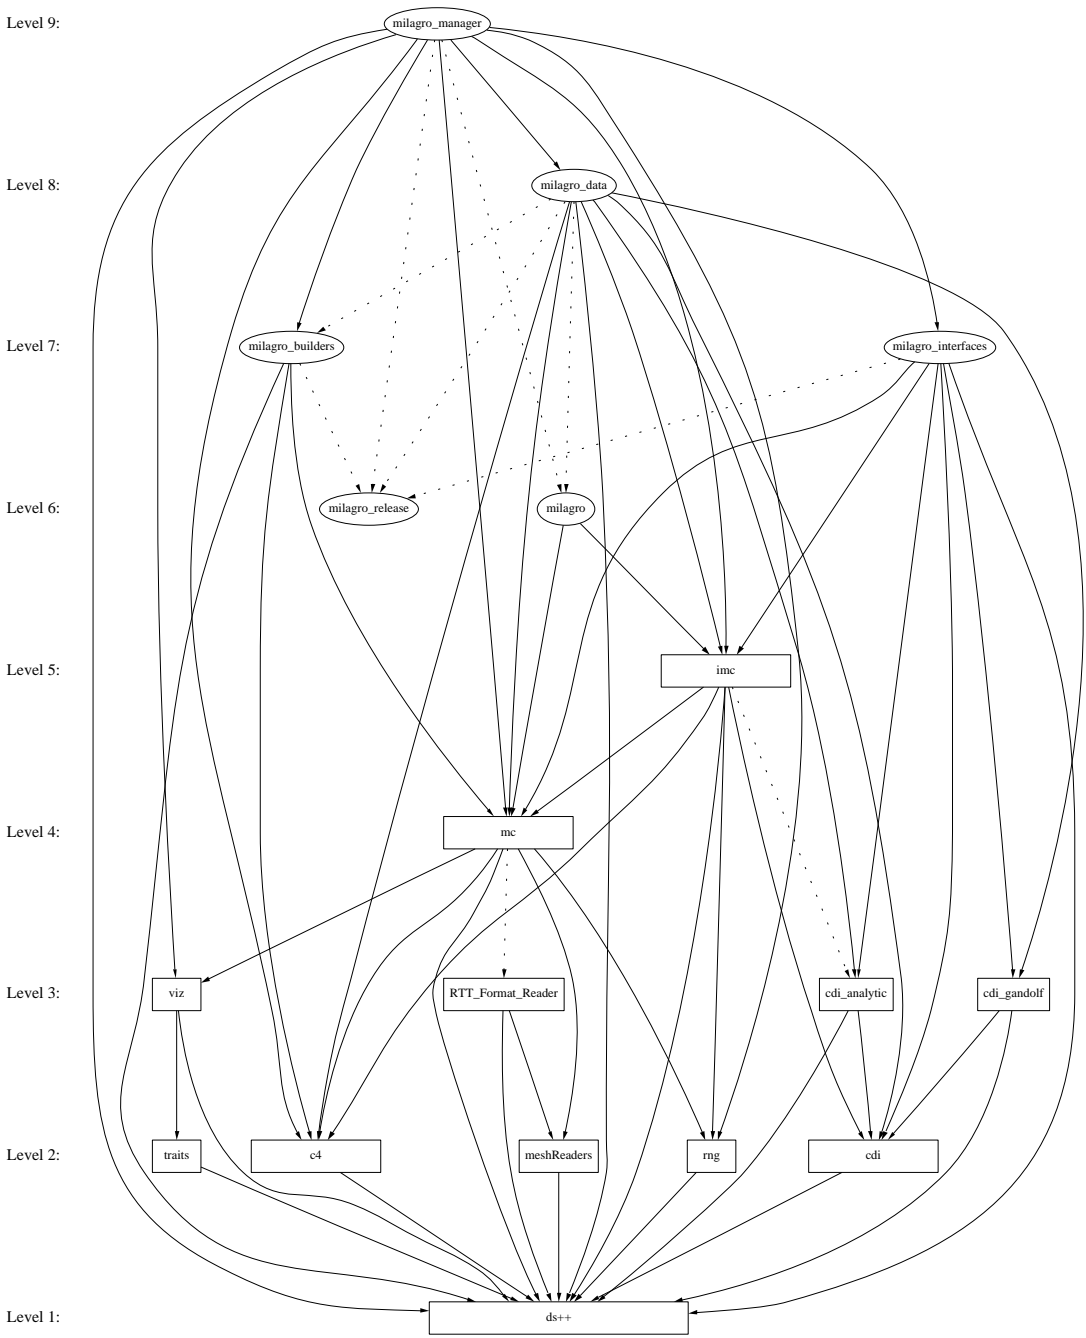 Level 9:
milagro_manager
Level 8:
milagro_data
Level 7:
milagro_builders
milagro_interfaces
Level 6:
milagro_release
milagro
Level 5:
imc
Level 4:
mc
Level 3:
viz
RTT_Format_Reader
cdi_analytic
cdi_gandolf
Level 2:
traits
c4
meshReaders
rng
cdi
Level 1:
ds++